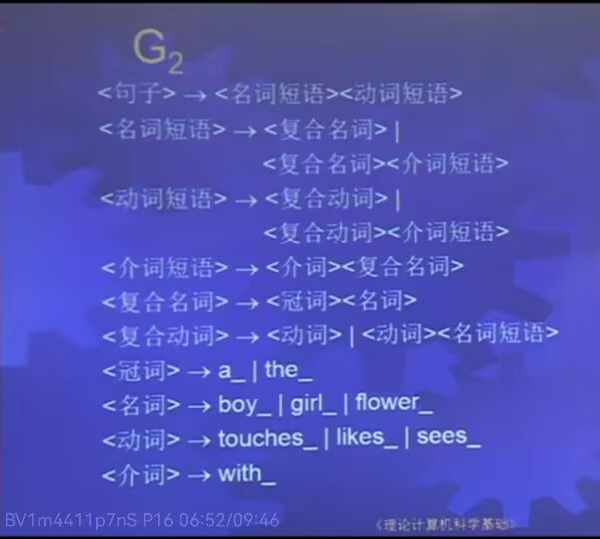 G₂
<句子> → <名词短语><动词短语>
<名词短语> → <复合名词> |
<复合名词><介词短语>
<动词短语> → <复合动词> |
<复合动词><介词短语>
<介词短语> → <介词><复合名词>
<复合名词> → <冠词><名词>
<复合动词> → <动词> | <动词><名词短语>
<冠词> → a_ | the_
<名词> → boy_ | girl_ | flower_
<动词> → touches_ | likes_ | sees_
<介词> → with_
BV1m4411p7nS P16 06:52/09:46
《理论计算机科学基础》